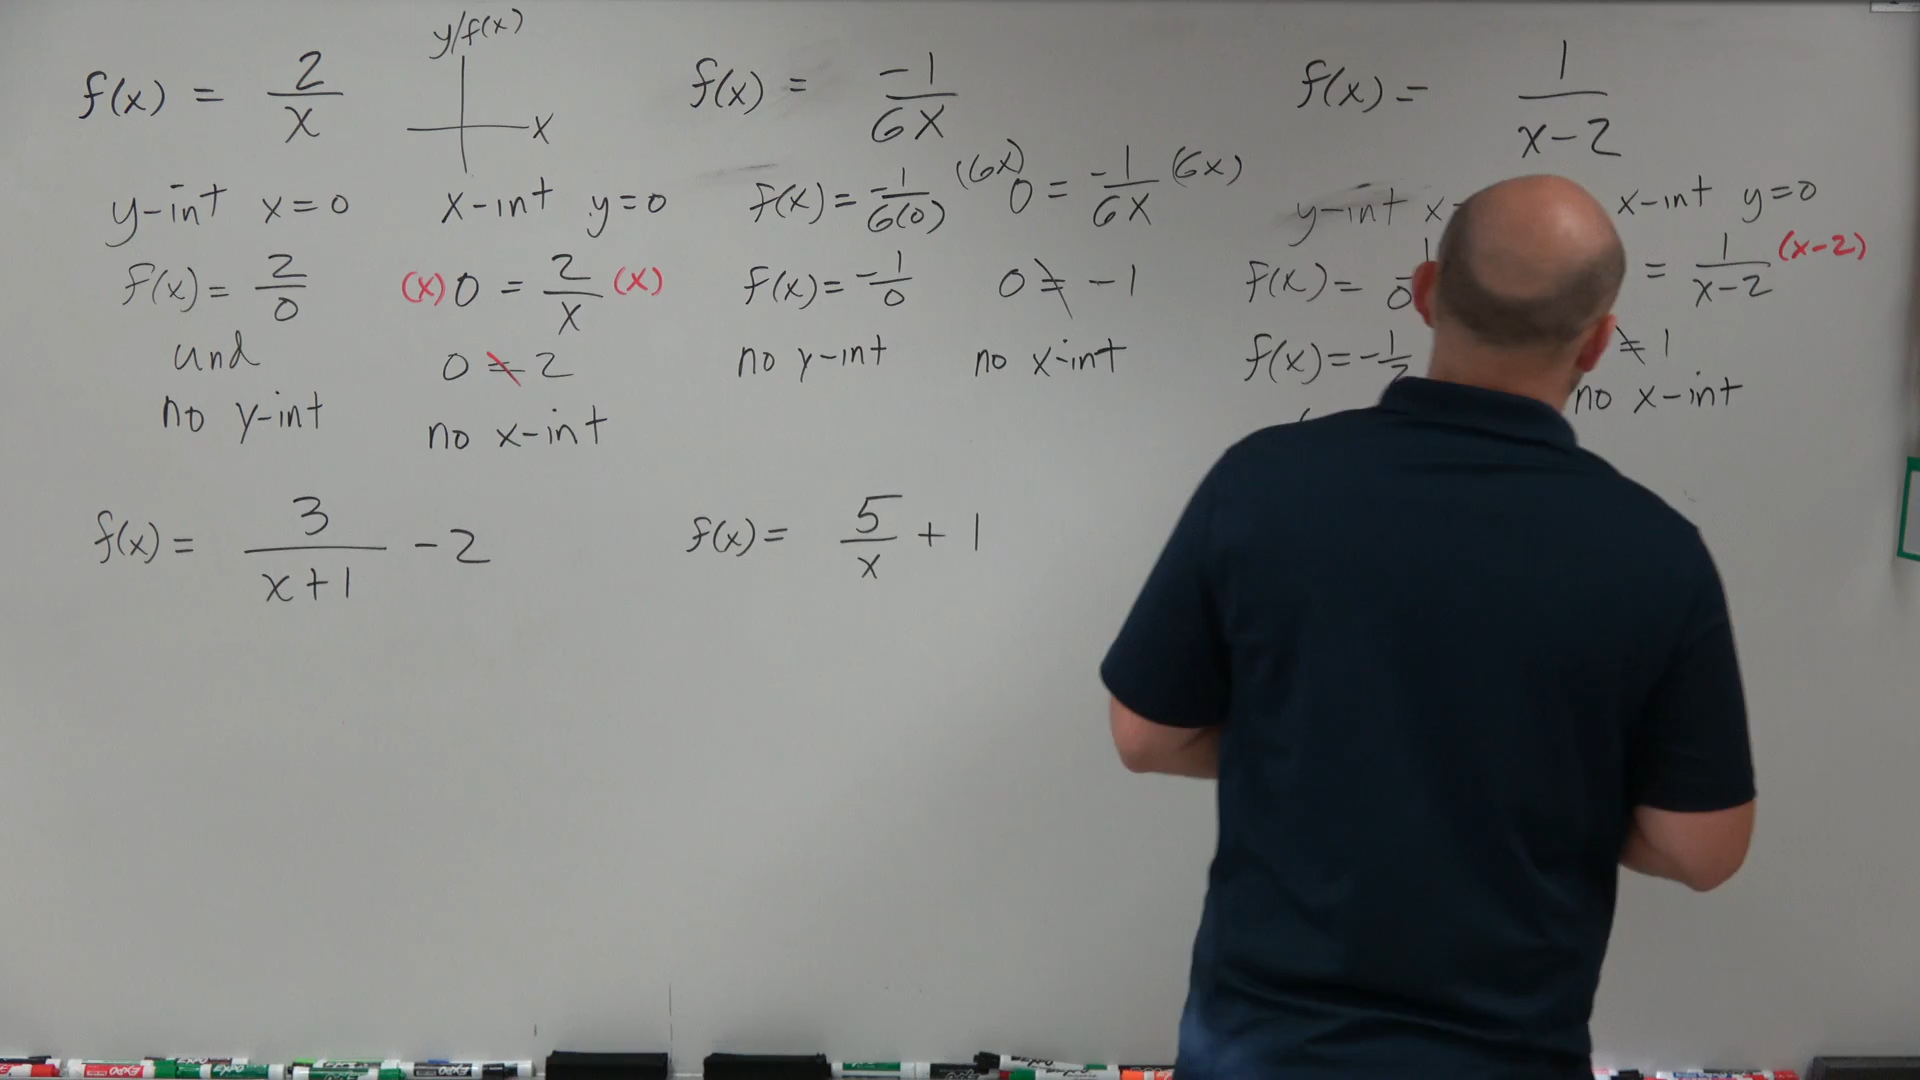 y/f(x)
x
f(x) = 2/x
y-int x=0 x-int y=0
f(x) = 2/0 (x) 0 = 2/x (x)
und 0 ≠ 2
no y-int no x-int
f(x) = -1/6x
f(x) = -1/6(0) (6x) 0 = -1/6x (6x)
f(x) = -1/0 0 ≠ -1
no y-int no x-int
f(x) = 1/x-2
y-int x-int y=0
f(x) = = 1/x-2 (x-2)
f(x) = ≠ 1
no x-int
f(x) = 3/x+1 - 2
f(x) = 5/x + 1
EXPO